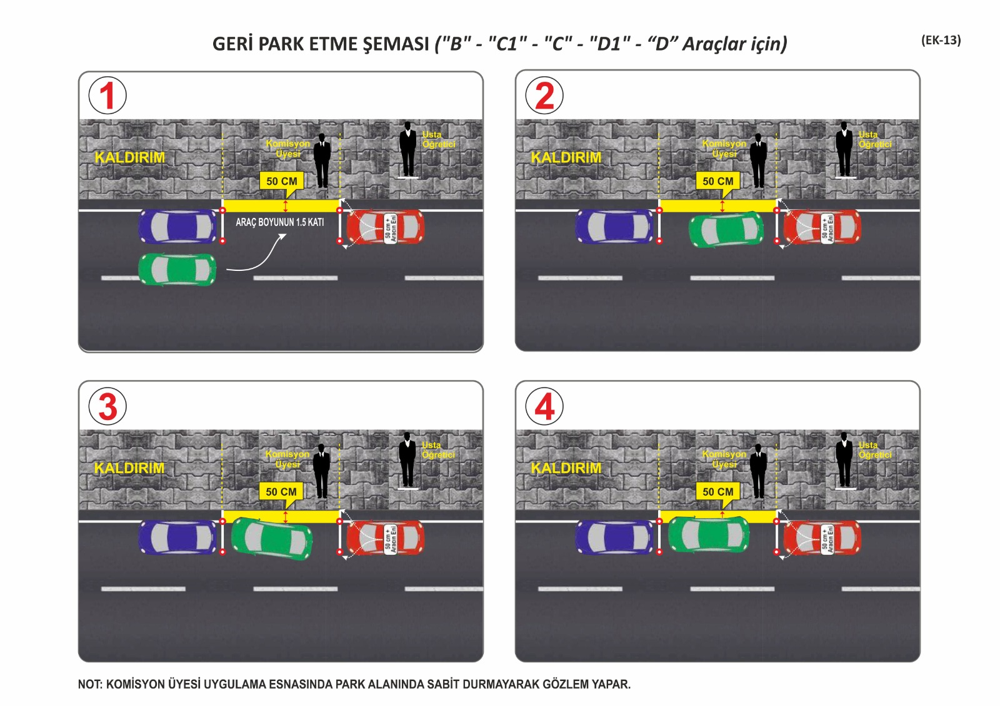 GERİ PARK ETME ŞEMASI ("B" - "C1" - "C" - "D1" - “D” Araçlar için)
(EK-13)
1
KALDIRIM
Komisyon
Üyesi
Usta
Öğretici
50 CM
ARAÇ BOYUNUN 1.5 KATI
50 cm +
Aracın Eni
2
KALDIRIM
Komisyon
Üyesi
Usta
Öğretici
50 CM
50 cm +
Aracın Eni
3
KALDIRIM
Komisyon
Üyesi
Usta
Öğretici
50 CM
50 cm +
Aracın Eni
4
KALDIRIM
Komisyon
Üyesi
Usta
Öğretici
50 CM
50 cm +
Aracın Eni
NOT: KOMİSYON ÜYESİ UYGULAMA ESNASINDA PARK ALANINDA SABİT DURMAYARAK GÖZLEM YAPAR.